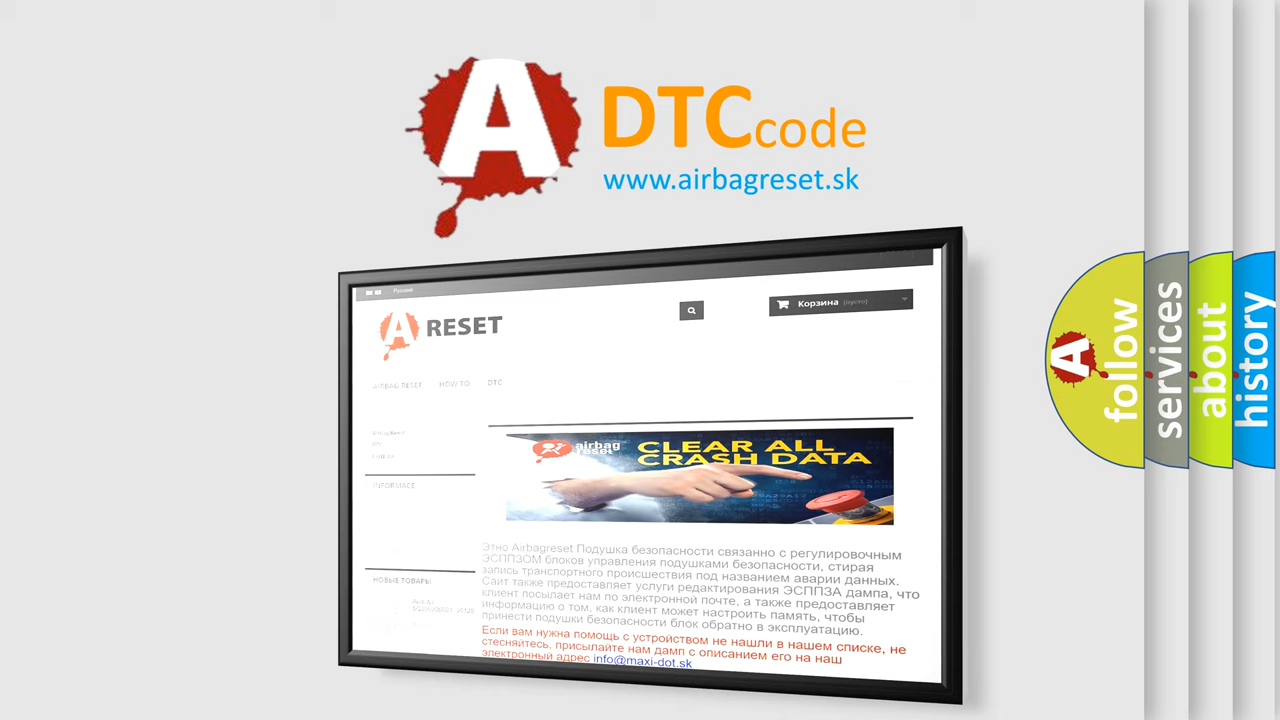 A
DTCcode
www.airbagreset.sk
Русский
A RESET
Корзина (пусто)
AIRBAG RESET HOW TO DTC
INFORMACE
НОВЫЕ ТОВАРЫ
airbag
reset
CLEAR ALL
CRASH DATA
Этно Airbagreset Подушка безопасности связанно с регулировочным
ЭСППЗОМ блоков управления подушками безопасности, стирая
запись транспортного происшествия под названием аварии данных.
Сайт также предоставляет услуги редактирования ЭСППЗА дампа, что
клиент посылает нам по электронной почте, а также предоставляет
информацию о том, как клиент может настроить память, чтобы
принести подушки безопасности блок обратно в эксплуатацию.
Если вам нужна помощь с устройством не нашли в нашем списке, не
стесняйтесь, присылайте нам дамп с описанием его на наш
электронный адрес info@maxi-dot.sk
A
follow
services
about
history